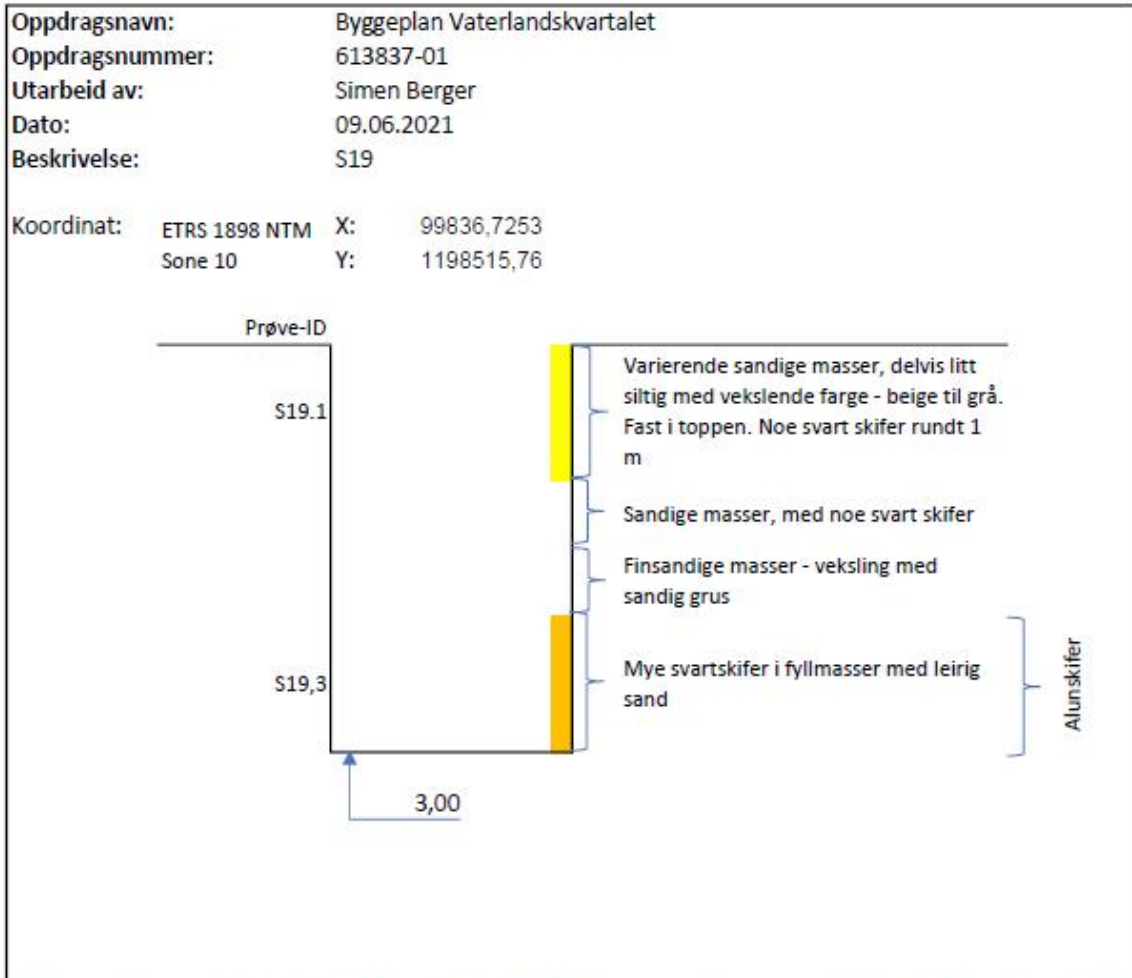 Oppdragsnavn: Byggeplan Vaterlandskvartalet
Oppdragsnummer: 613837-01
Utarbeid av: Simen Berger
Dato: 09.06.2021
Beskrivelse: S19
Koordinat: ETRS 1898 NTM X: 99836,7253
Sone 10 Y: 1198515,76
Prøve-ID
Varierende sandige masser, delvis litt
siltig med vekslende farge - beige til grå.
S19.1
Fast i toppen. Noe svart skifer rundt 1
m
Sandige masser, med noe svart skifer
Finsandige masser - veksling med
sandig grus
S19,3
Mye svartskifer i fyllmasser med leirig
sand
Alunskifer
3,00